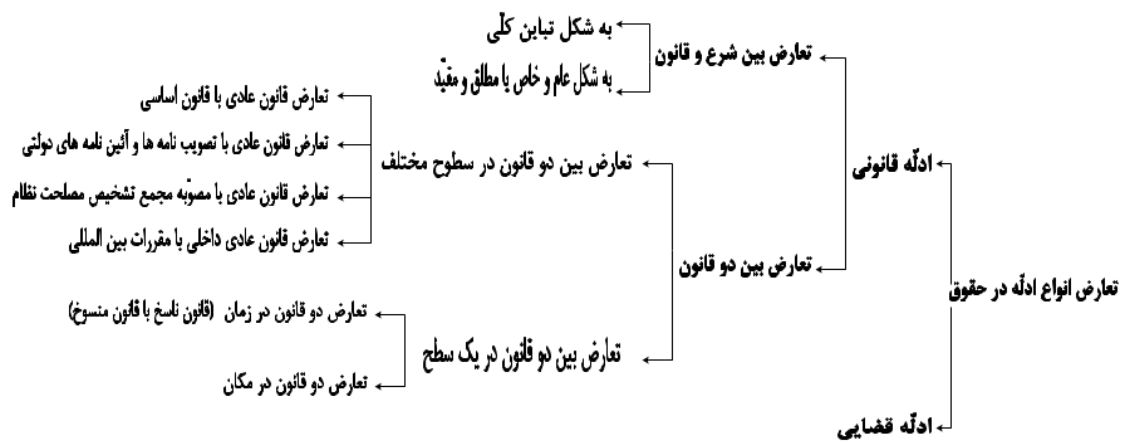 تعارض انواع ادلّه در حقوق
ادلّه قانونی
تعارض بین شرع و قانون
به شکل تباین کلّی
به شکل عام و خاص یا مطلق و مقیّد
تعارض بین دو قانون
تعارض بین دو قانون در سطوح مختلف
تعارض قانون عادی با قانون اساسی
تعارض قانون عادی با تصویب نامه ها و آئین نامه های دولتی
تعارض قانون عادی با مصوّبه مجمع تشخیص مصلحت نظام
تعارض قانون عادی داخلی با مقررات بین المللی
تعارض بین دو قانون در یک سطح
تعارض دو قانون در زمان (قانون ناسخ با قانون منسوخ)
تعارض دو قانون در مکان
ادلّه قضایی